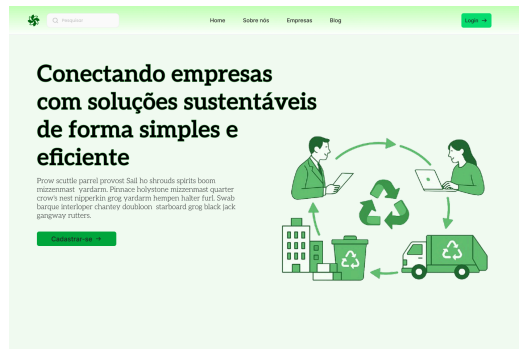 Pesquisar
Home
Sobre nós
Empresas
Blog
Login →
Conectando empresas
com soluções sustentáveis
de forma simples e
eficiente
Prow scuttle parrel provost Sail ho shrouds spirits boom
mizzenmast yardarm. Pinnace holystone mizzenmast quarter
crow's nest nipperkin grog yardarm hempen halter furl. Swab
barque interloper chantey doubloon starboard grog black jack
gangway rutters.
Cadastrar-se →